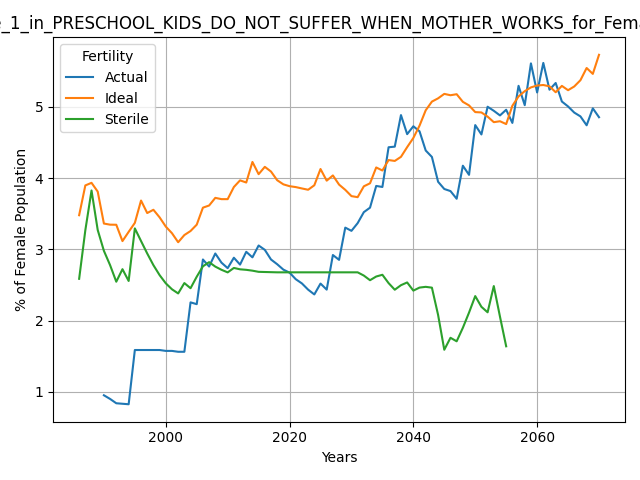 _1_in_PRESCHOOL_KIDS_DO_NOT_SUFFER_WHEN_MOTHER_WORKS_for_Fema
Fertility
Actual
Ideal
Sterile
% of Female Population
5
4
3
2
1
2000
2020
2040
2060
Years